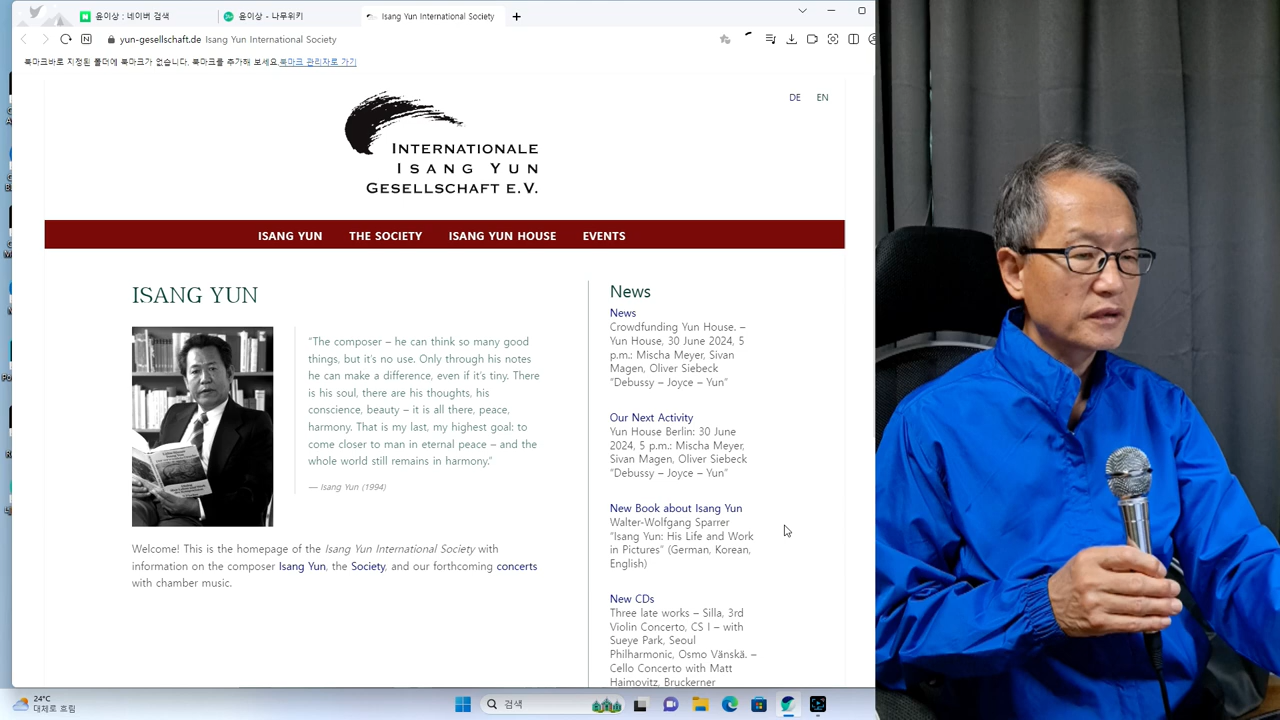 윤이상 : 네이버 검색
윤이상 - 나무위키
Isang Yun International Society
yun-gesellschaft.de Isang Yun International Society
북마크바로 지정된 폴더에 북마크가 없습니다. 북마크를 추가해 보세요.북마크 관리자로 가기
DE EN
INTERNATIONALE
ISANG YUN
GESELLSCHAFT E.V.
ISANG YUN THE SOCIETY ISANG YUN HOUSE EVENTS
ISANG YUN
“The composer – he can think so many good
things, but it’s no use. Only through his notes
he can make a difference, even if it’s tiny. There
is his soul, there are his thoughts, his
conscience, beauty – it is all there, peace,
harmony. That is my last, my highest goal: to
come closer to man in eternal peace – and the
whole world still remains in harmony.”
— Isang Yun (1994)
Welcome! This is the homepage of the Isang Yun International Society with
information on the composer Isang Yun, the Society, and our forthcoming concerts
with chamber music.
News
News
Crowdfunding Yun House. –
Yun House, 30 June 2024, 5
p.m.: Mischa Meyer, Sivan
Magen, Oliver Siebeck
“Debussy – Joyce – Yun”
Our Next Activity
Yun House Berlin: 30 June
2024, 5 p.m.: Mischa Meyer,
Sivan Magen, Oliver Siebeck
“Debussy – Joyce – Yun”
New Book about Isang Yun
Walter-Wolfgang Sparrer
“Isang Yun: His Life and Work
in Pictures” (German, Korean,
English)
New CDs
Three late works – Silla, 3rd
Violin Concerto, CS I – with
Sueye Park, Seoul
Philharmonic, Osmo Vänskä. –
Cello Concerto with Matt
Haimovitz, Bruckerner
24°C
대체로 흐림
검색